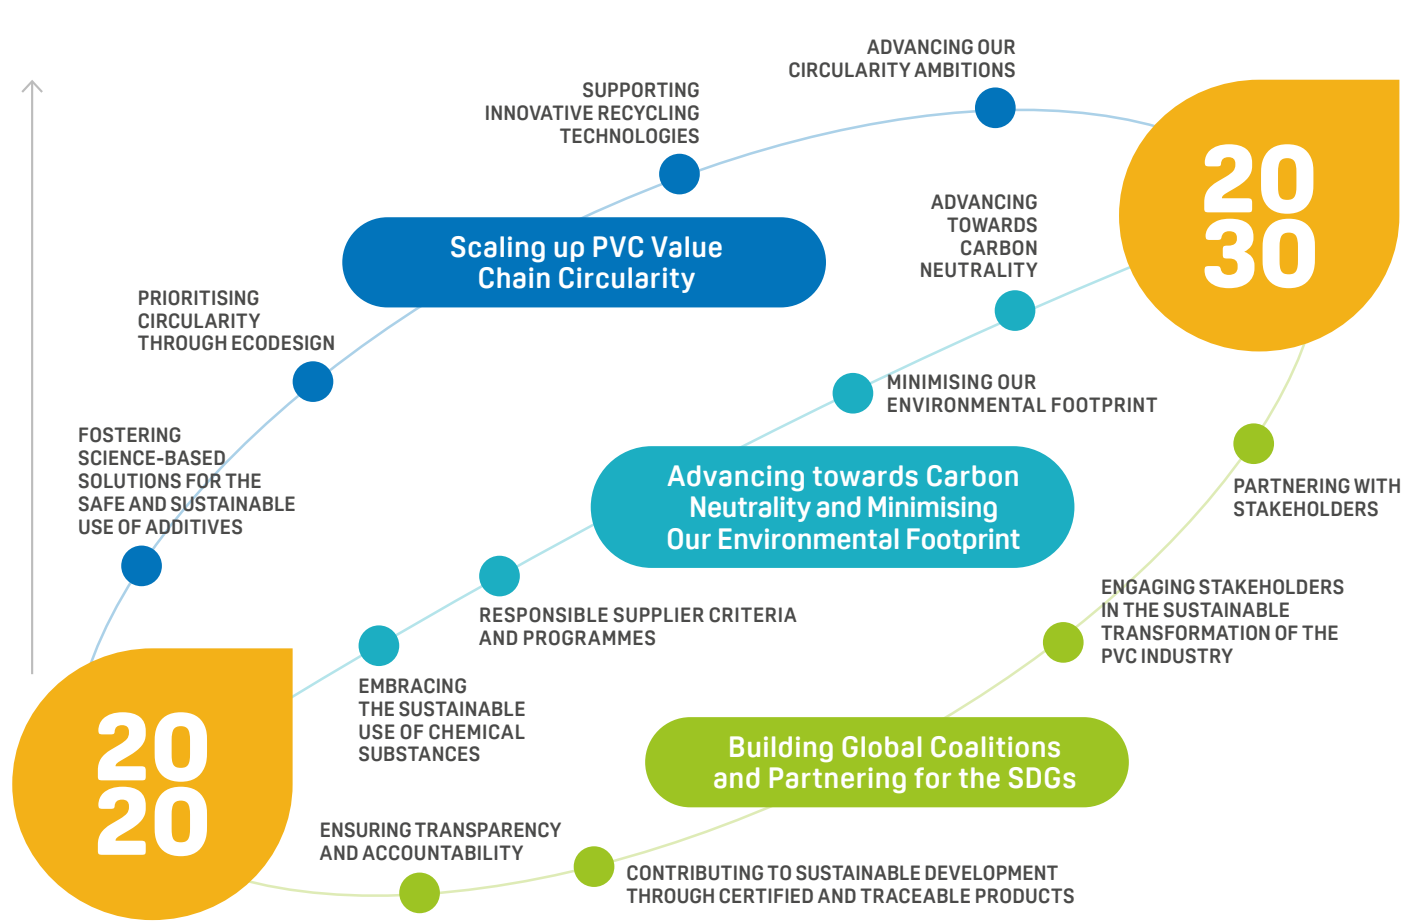 ADVANCING OUR
CIRCULARITY AMBITIONS
SUPPORTING
INNOVATIVE RECYCLING
TECHNOLOGIES
20
30
ADVANCING
TOWARDS
CARBON
NEUTRALITY
Scaling up PVC Value
Chain Circularity
PRIORITISING
CIRCULARITY
THROUGH ECODESIGN
MINIMISING OUR
ENVIRONMENTAL FOOTPRINT
FOSTERING
SCIENCE-BASED
SOLUTIONS FOR THE
SAFE AND SUSTAINABLE
USE OF ADDITIVES
Advancing towards Carbon
Neutrality and Minimising
Our Environmental Footprint
PARTNERING WITH
STAKEHOLDERS
ENGAGING STAKEHOLDERS
IN THE SUSTAINABLE
TRANSFORMATION OF THE
PVC INDUSTRY
RESPONSIBLE SUPPLIER CRITERIA
AND PROGRAMMES
EMBRACING
THE SUSTAINABLE
USE OF CHEMICAL
SUBSTANCES
20
20
Building Global Coalitions
and Partnering for the SDGs
ENSURING TRANSPARENCY
AND ACCOUNTABILITY
CONTRIBUTING TO SUSTAINABLE DEVELOPMENT
THROUGH CERTIFIED AND TRACEABLE PRODUCTS